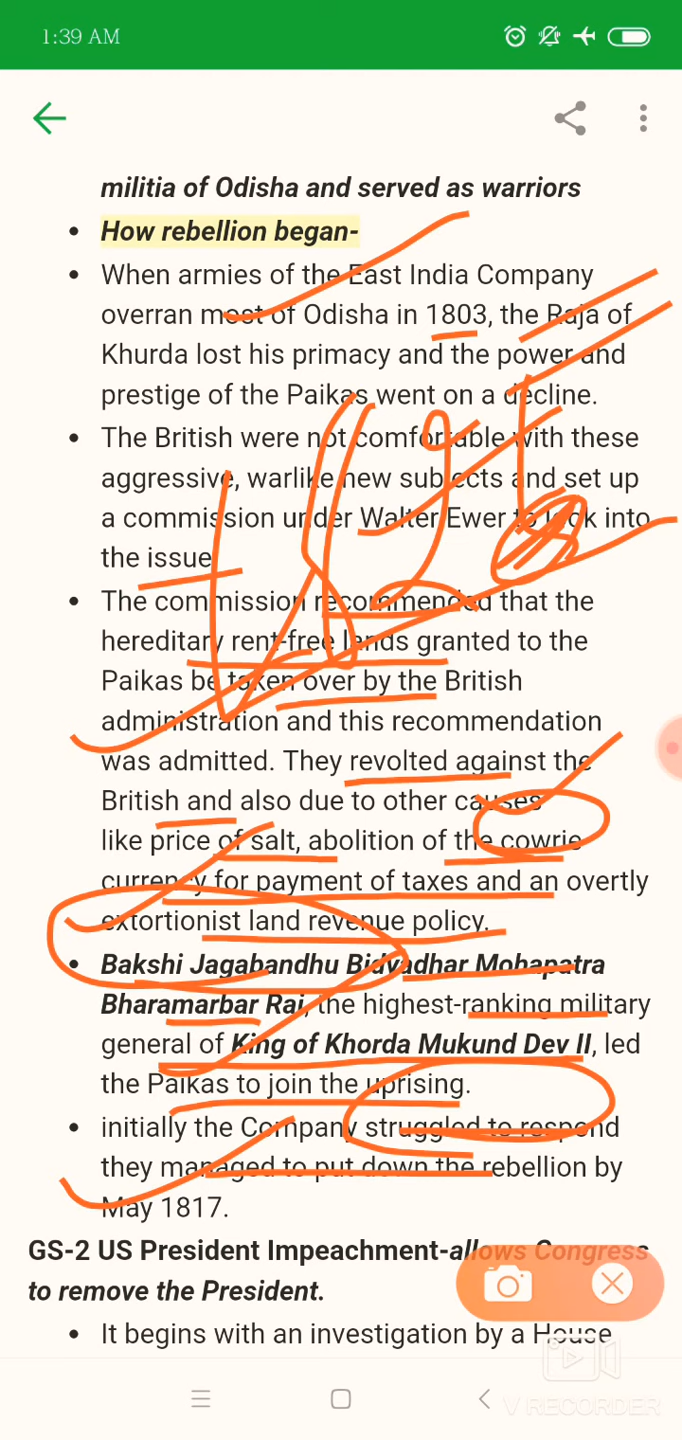 1:39 AM
militia of Odisha and served as warriors
How rebellion began-
When armies of the East India Company
overran most of Odisha in 1803, the Raja of
Khurda lost his primacy and the power and
prestige of the Paikas went on a decline.
The British were not comfortable with these
aggressive, warlike new subjects and set up
a commission under Walter Ewer to look into
the issue
The commission recommended that the
hereditary rent-free lands granted to the
Paikas be taken over by the British
administration and this recommendation
was admitted. They revolted against the
British and also due to other causes
like price of salt, abolition of the cowrie
currency for payment of taxes and an overtly
extortionist land revenue policy.
Bakshi Jagabandhu Bidyadhar Mohapatra
Bharamarbar Rai, the highest-ranking military
general of King of Khorda Mukund Dev II, led
the Paikas to join the uprising.
initially the Company struggled to respond
they managed to put down the rebellion by
May 1817.
GS-2 US President Impeachment-allows Congress
to remove the President.
It begins with an investigation by a House
V RECORDER